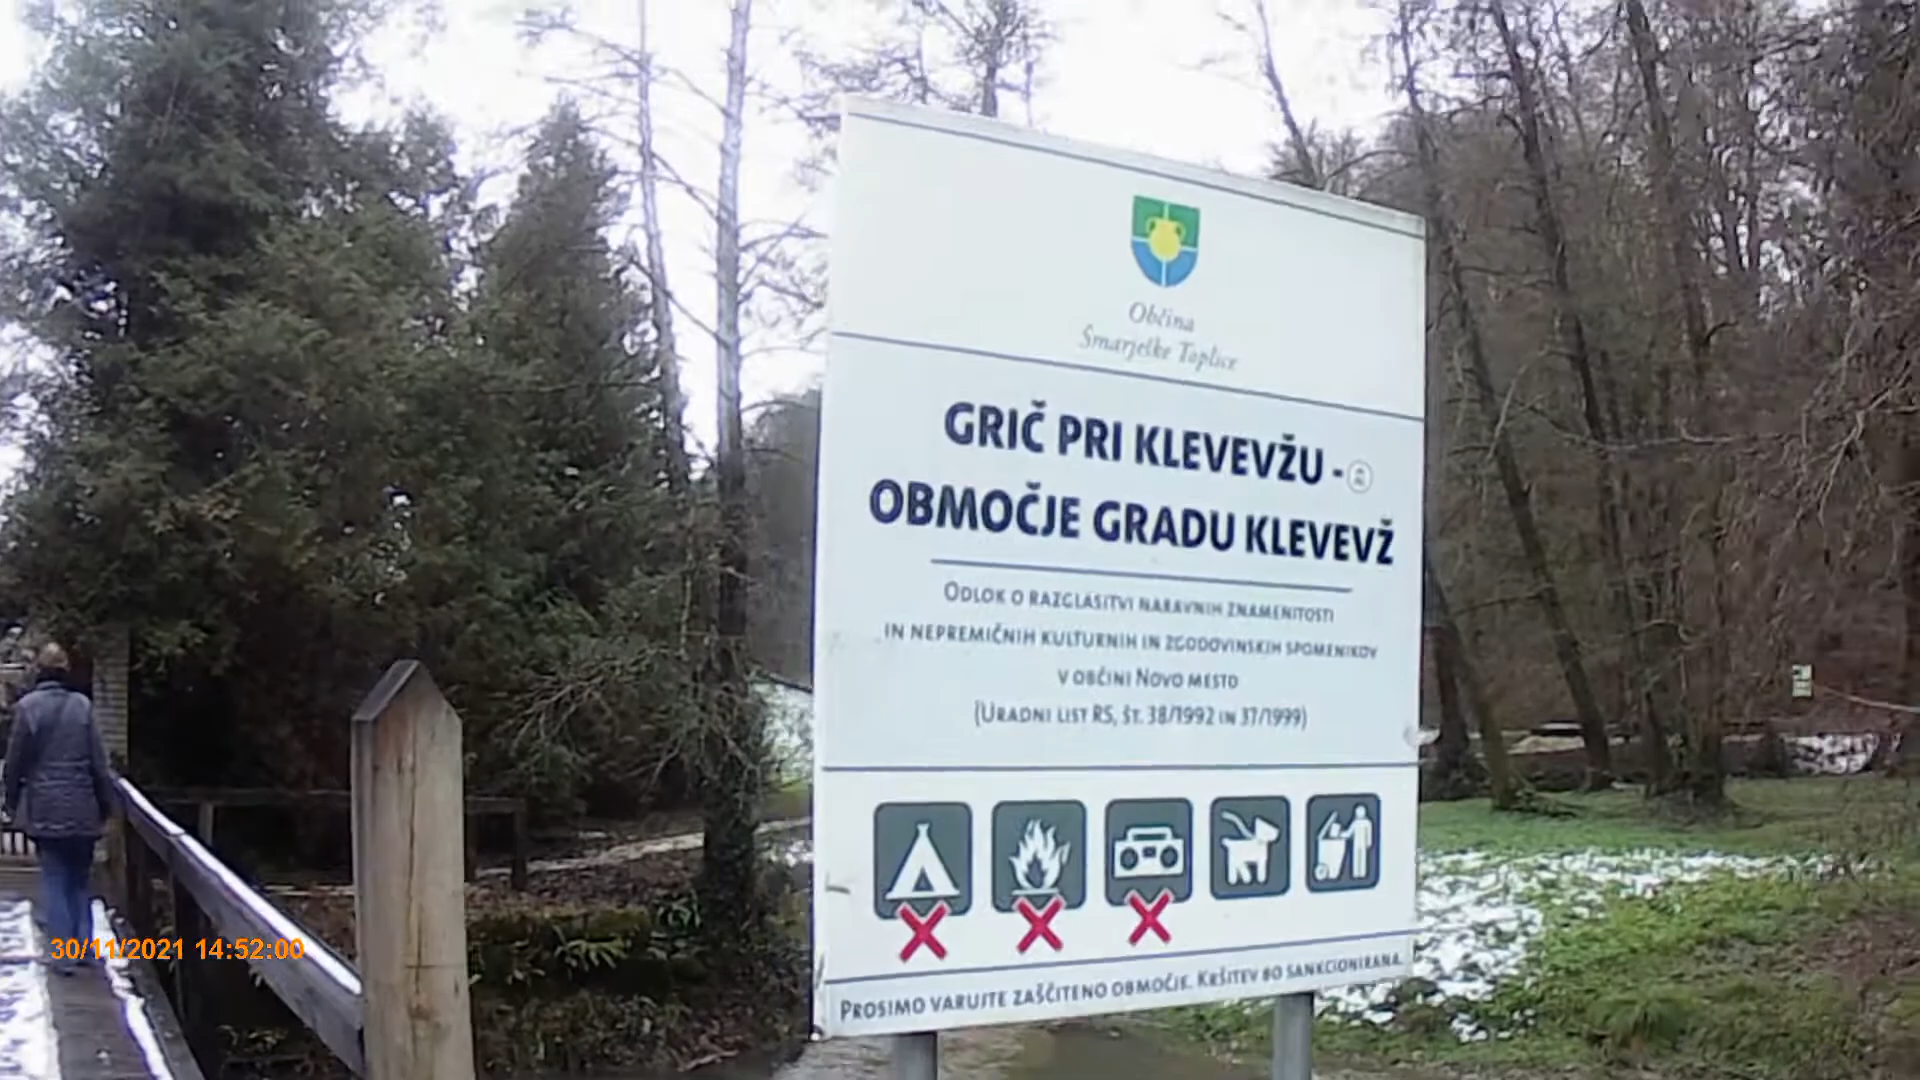 Občina
Šmarješke Toplice
GRIČ PRI KLEVEVŽU -
OBMOČJE GRADU KLEVEVŽ
ODLOK O RAZGLASITVI NARAVNIH ZNAMENITOSTI
IN NEPREMIČNIH KULTURNIH IN ZGODOVINSKIH SPOMENIKOV
V OBČINI NOVO MESTO
(URADNI LIST RS, ŠT. 38/1992 IN 37/1999)
PROSIMO VARUJTE ZAŠČITENO OBMOČJE. KRŠITEV BO SANKCIONIRANA.
30/11/2021 14:52:00